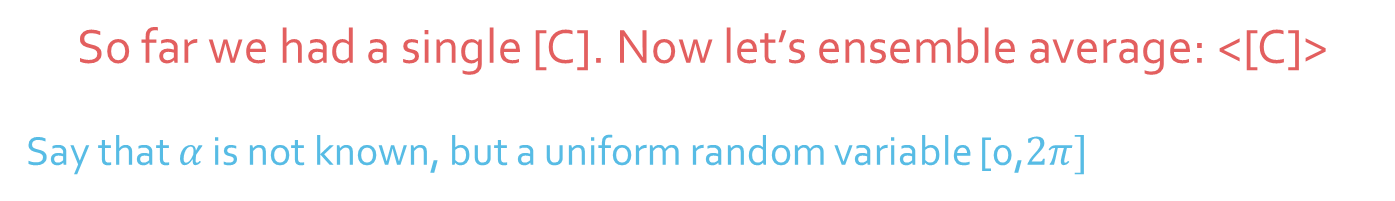 So far we had a single [C]. Now let’s ensemble average: <[C]>
Say that 𝛼 is not known, but a uniform random variable [0,2𝜋]